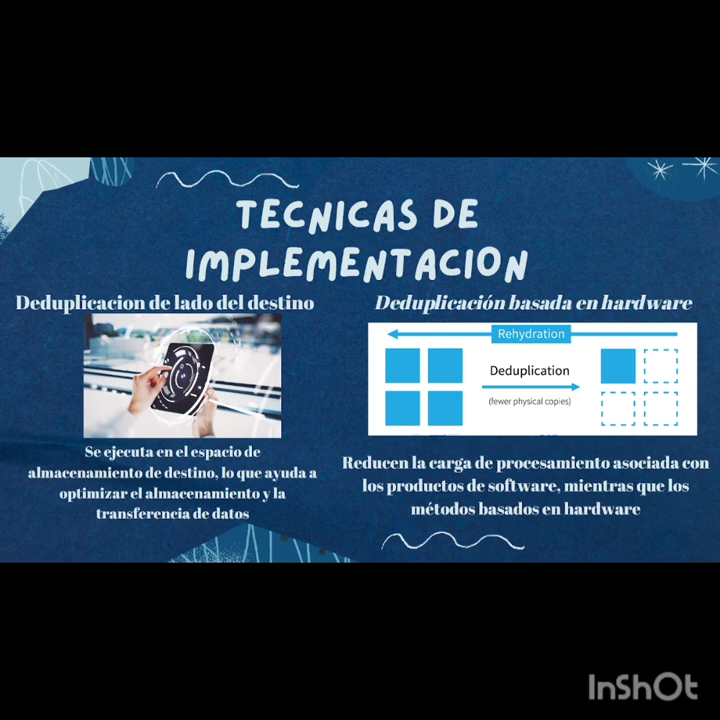 TECNICAS DE
IMPLEMENTACION
Deduplicacion de lado del destino
Se ejecuta en el espacio de
almacenamiento de destino, lo que ayuda a
optimizar el almacenamiento y la
transferencia de datos
Deduplicación basada en hardware
Rehydration
Deduplication
(fewer physical copies)
Reducen la carga de procesamiento asociada con
los productos de software, mientras que los
métodos basados en hardware
InShOt